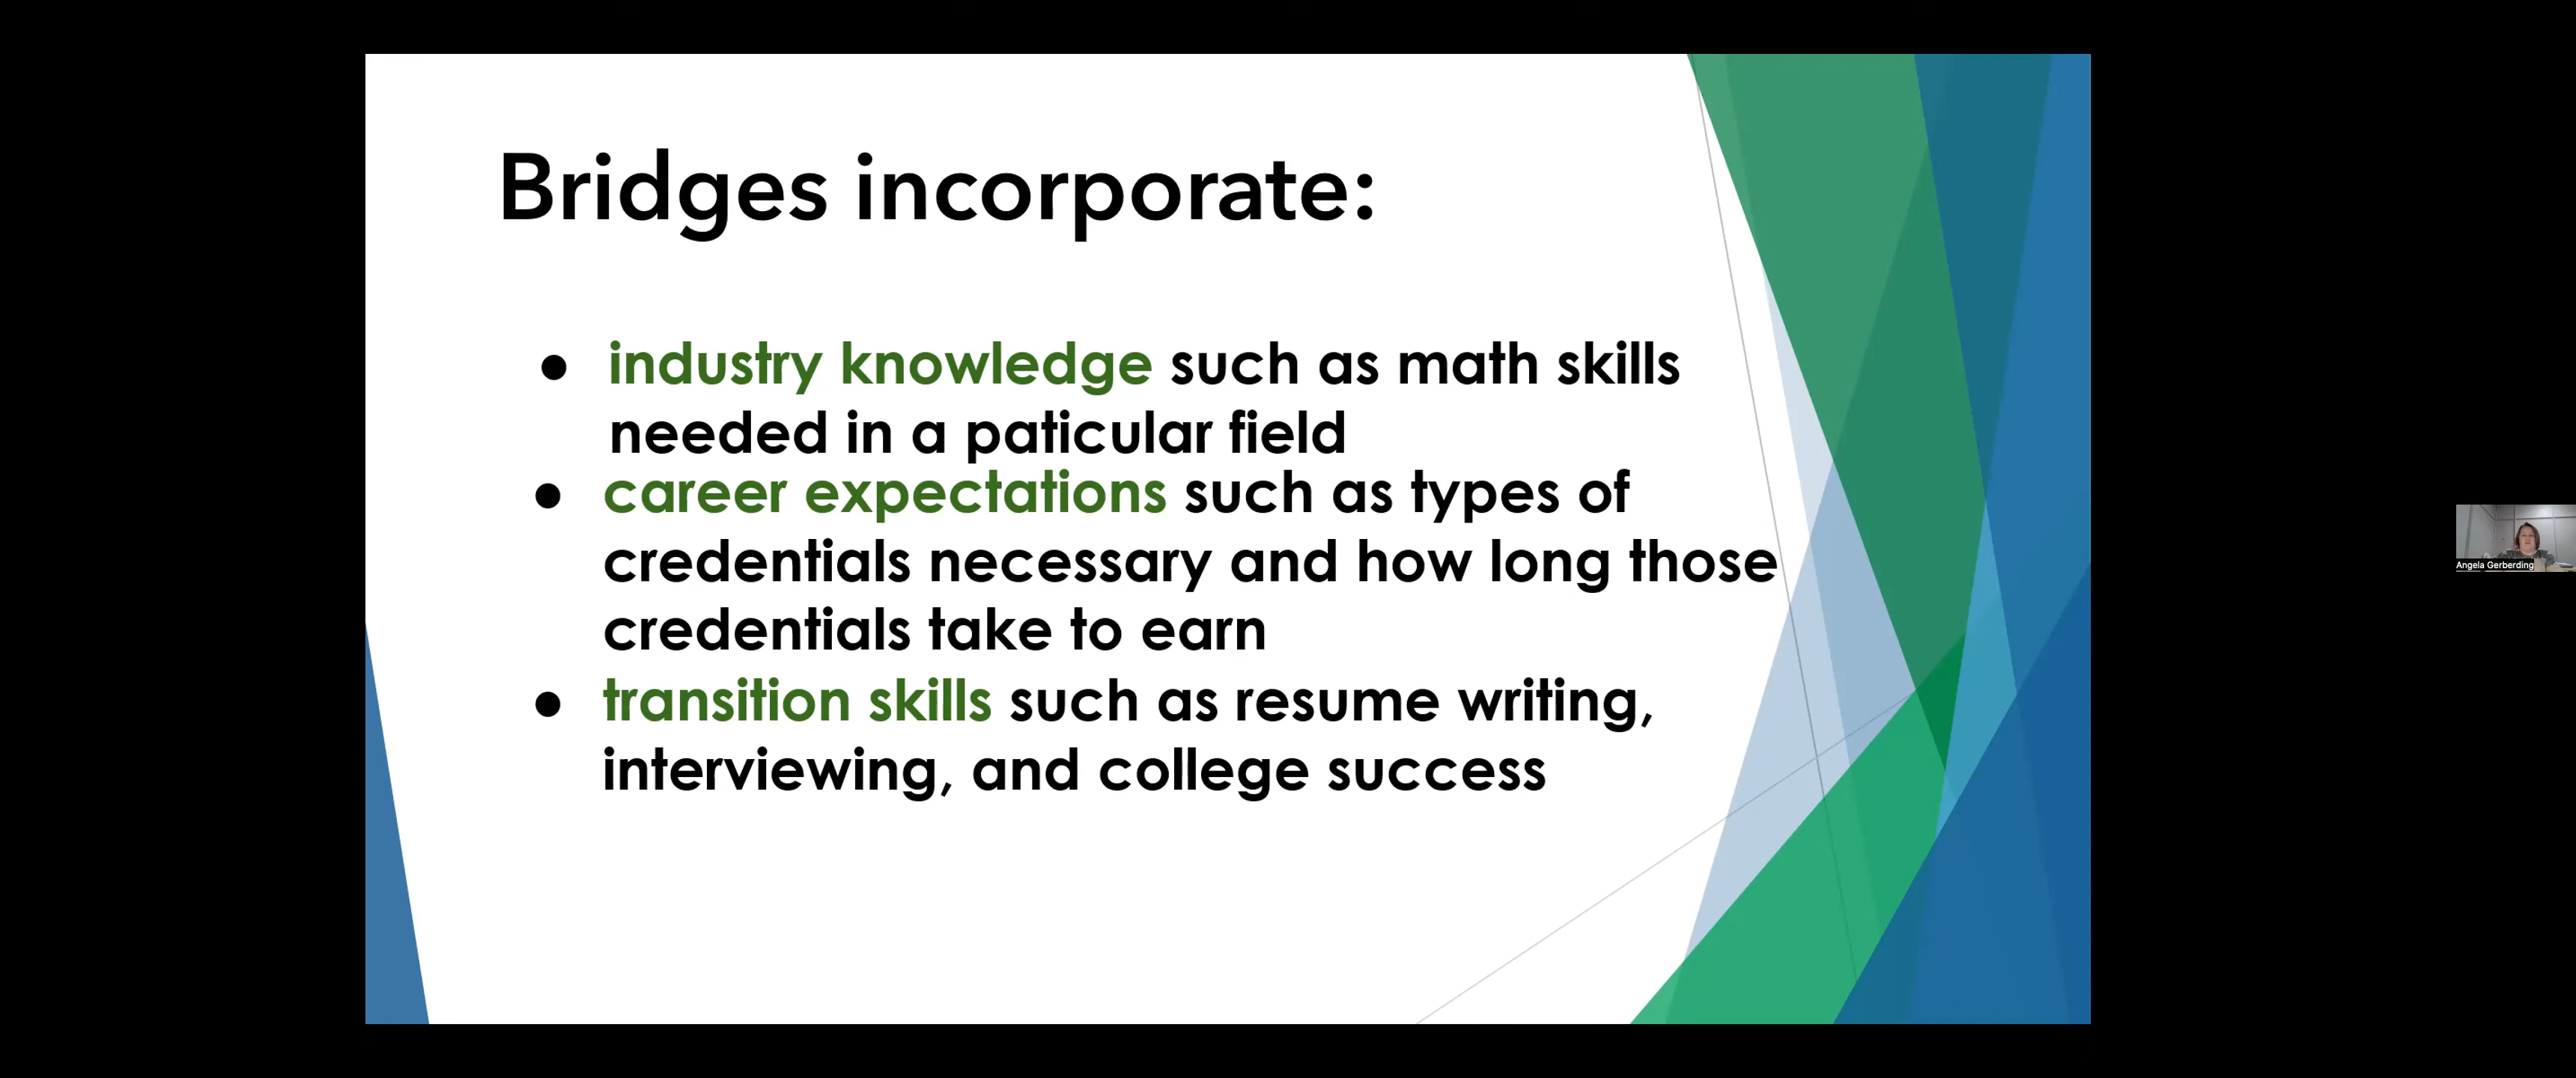 Bridges incorporate:
● industry knowledge such as math skills
needed in a paticular field
● career expectations such as types of
credentials necessary and how long those
credentials take to earn
● transition skills such as resume writing,
interviewing, and college success
Angela Gerberding